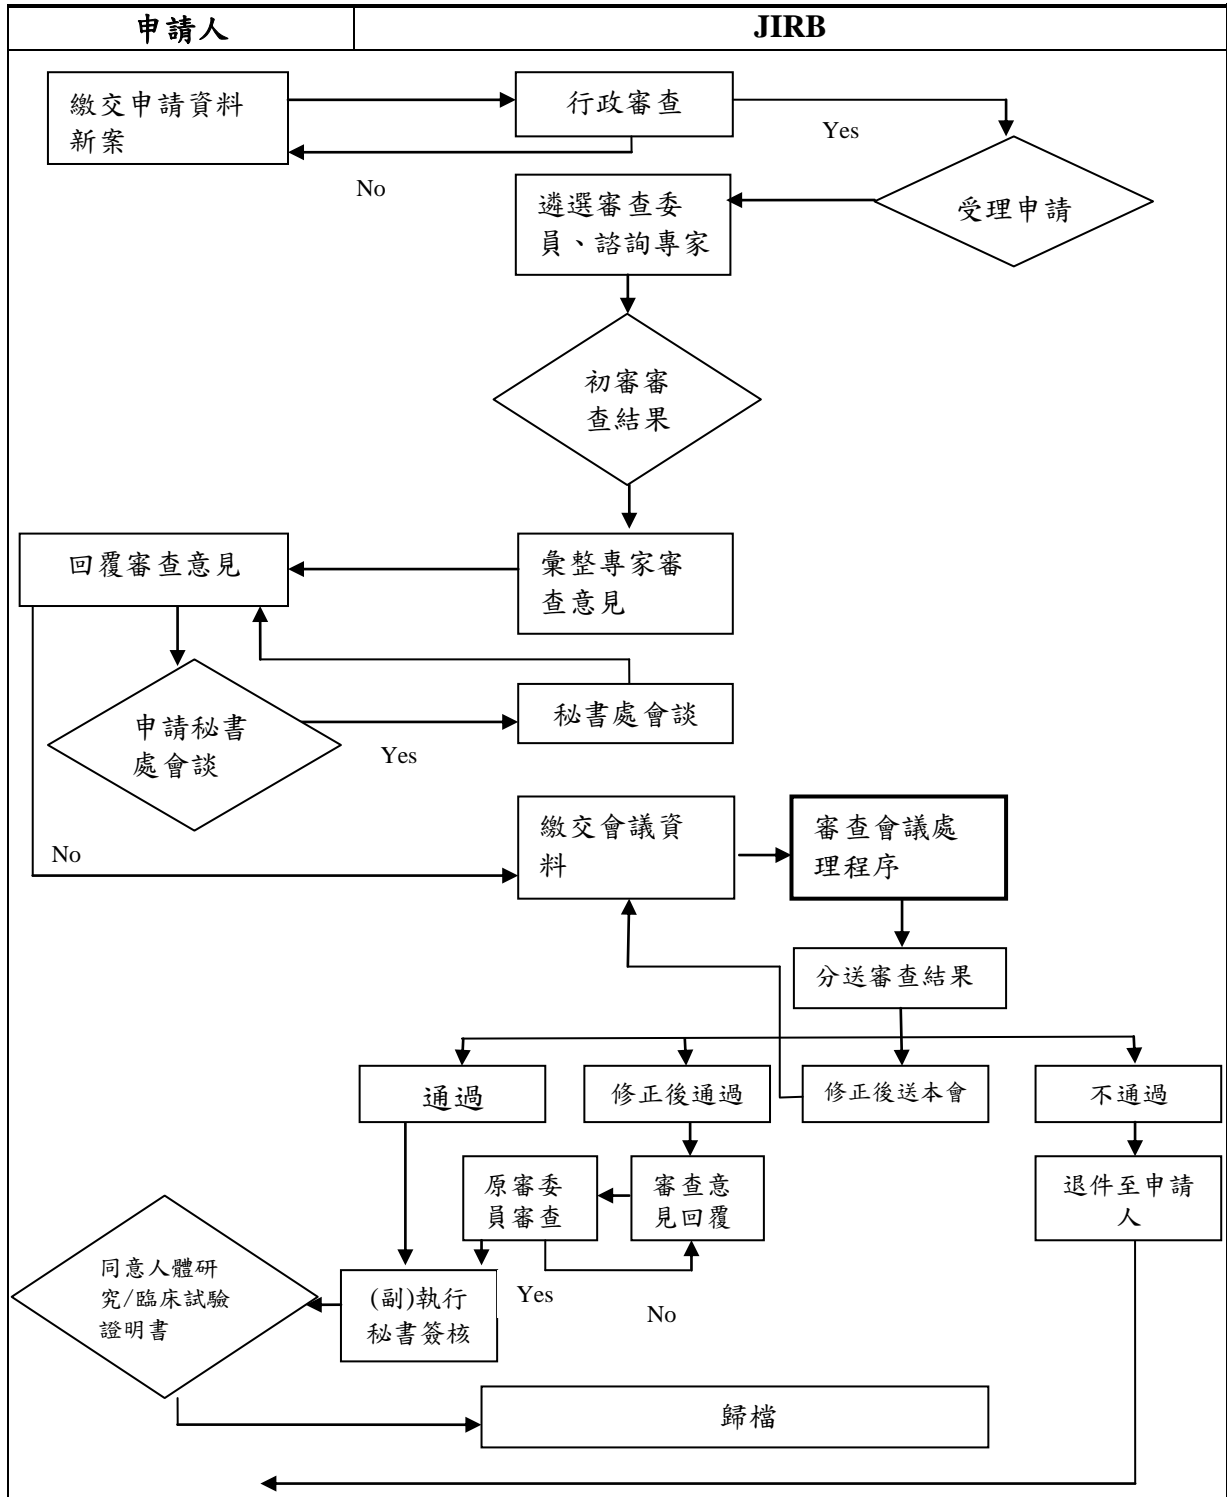 申請人
JIRB
繳交申請資料
新案
行政審查
Yes
No
受理申請
遴選審查委
員、諮詢專家
初審審
查結果
彙整專家審
查意見
回覆審查意見
申請秘書
處會談
Yes
秘書處會談
No
繳交會議資
料
審查會議處
理程序
分送審查結果
通過
修正後通過
修正後送本會
不通過
原審委
員審查
審查意
見回覆
退件至申請
人
Yes
No
同意人體研
究/臨床試驗
證明書
(副)執行
秘書簽核
歸檔